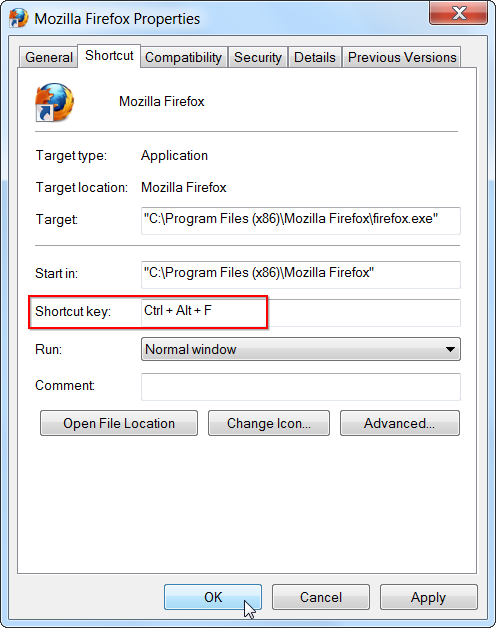 Mozilla Firefox Properties
General Shortcut Compatibility Security Details Previous Versions
Mozilla Firefox
Target type: Application
Target location: Mozilla Firefox
Target: "C:\Program Files (x86)\Mozilla Firefox\firefox.exe"
Start in: "C:\Program Files (x86)\Mozilla Firefox"
Shortcut key: Ctrl + Alt + F
Run: Normal window
Comment:
Open File Location Change Icon... Advanced...
OK Cancel Apply